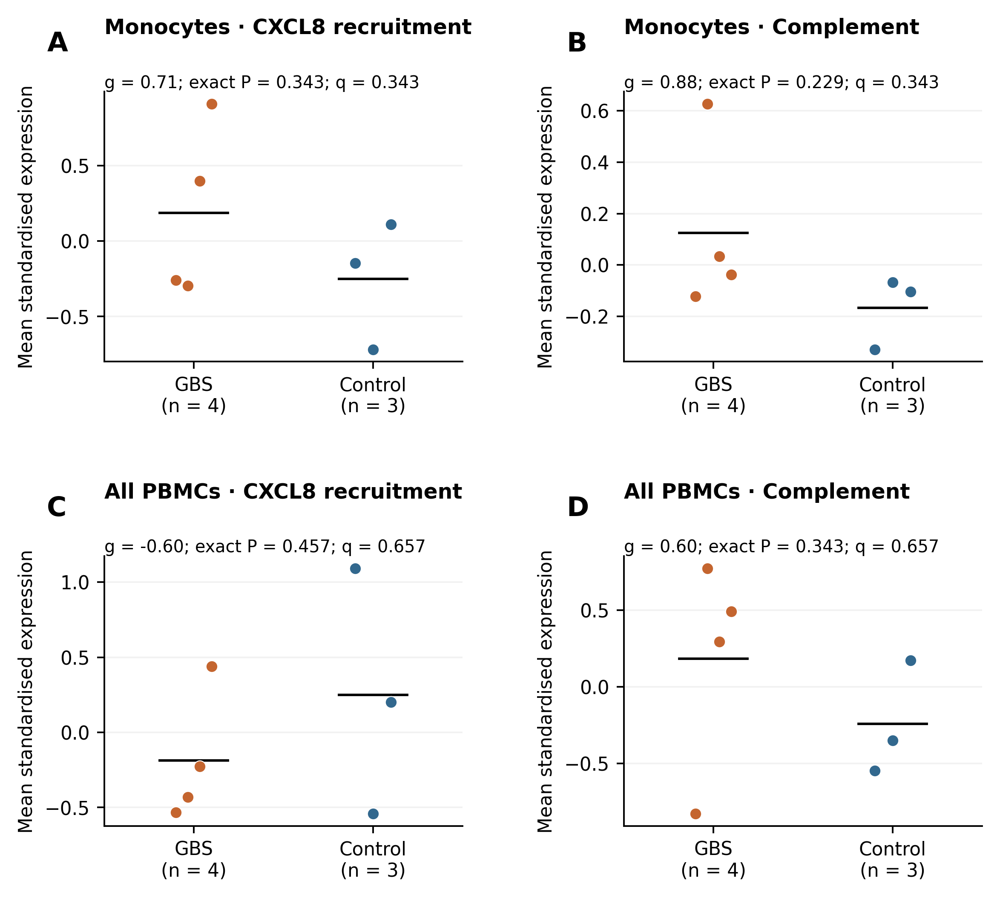 Monocytes · CXCL8 recruitment
A
g = 0.71; exact P = 0.343; q = 0.343
Mean standardised expression
0.5
0.0
−0.5
GBS
(n = 4)
Control
(n = 3)
Monocytes · Complement
B
g = 0.88; exact P = 0.229; q = 0.343
Mean standardised expression
0.6
0.4
0.2
0.0
−0.2
GBS
(n = 4)
Control
(n = 3)
All PBMCs · CXCL8 recruitment
C
g = -0.60; exact P = 0.457; q = 0.657
Mean standardised expression
1.0
0.5
0.0
−0.5
GBS
(n = 4)
Control
(n = 3)
All PBMCs · Complement
D
g = 0.60; exact P = 0.343; q = 0.657
Mean standardised expression
0.5
0.0
−0.5
GBS
(n = 4)
Control
(n = 3)